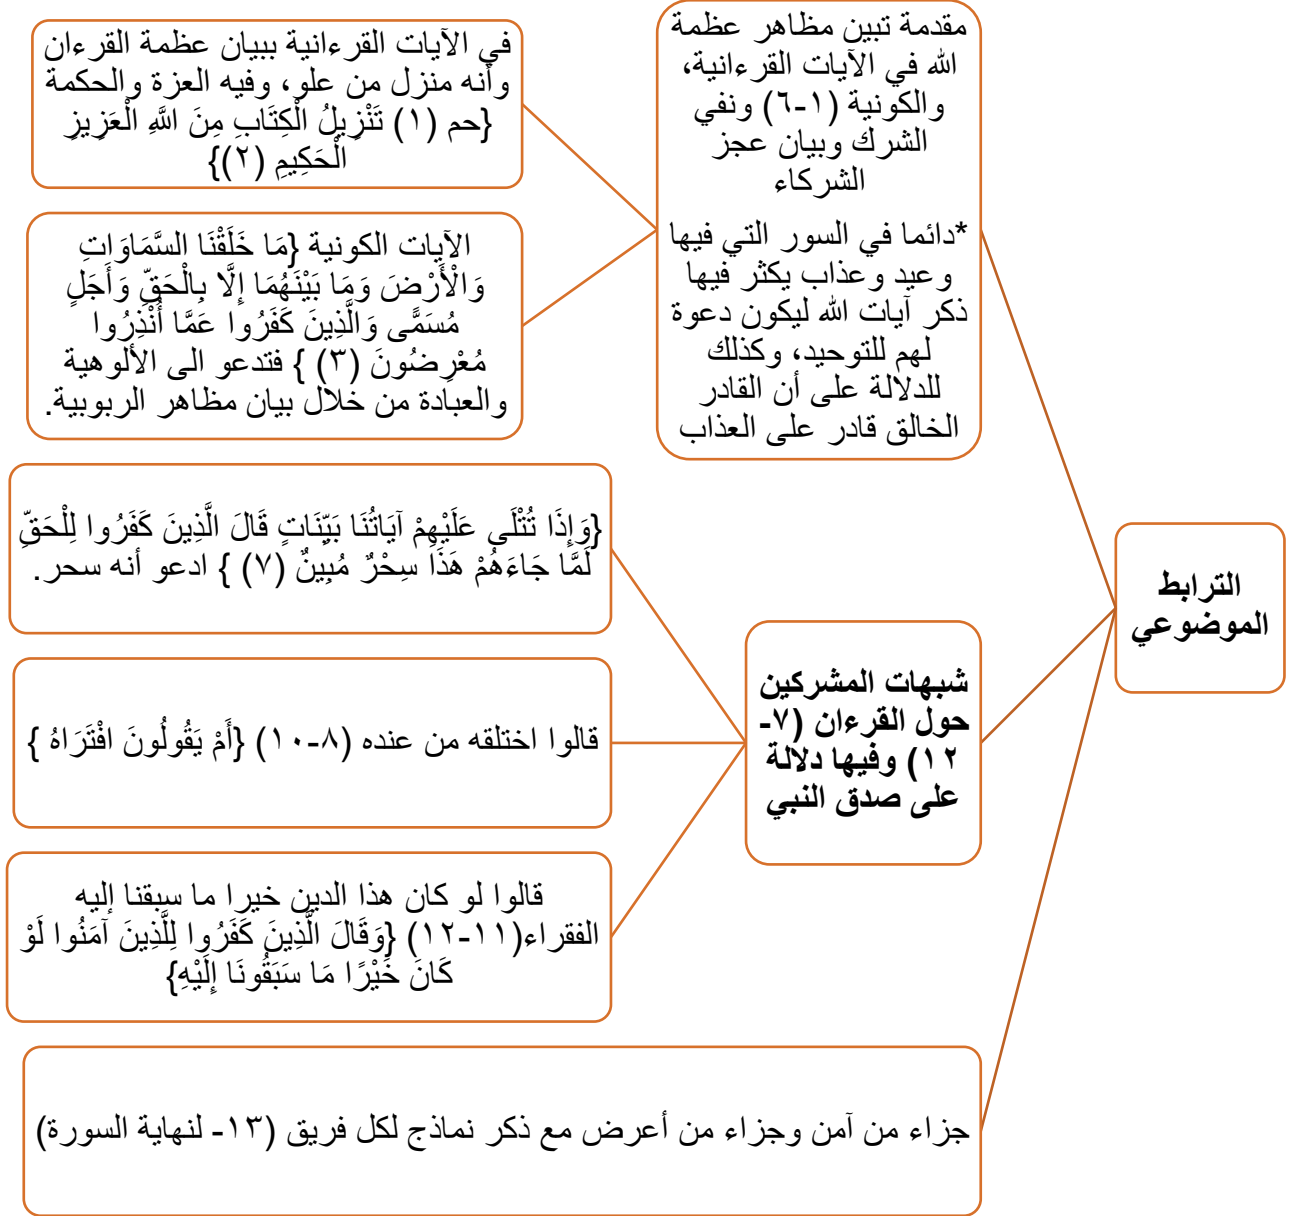 الترابط
الموضوعي
مقدمة تبين مظاهر عظمة
الله في الآيات القرءانية،
والكونية (١-٦) ونفي
الشرك وبيان عجز
الشركاء
*دائما في السور التي فيها
وعيد وعذاب يكثر فيها
ذكر آيات الله ليكون دعوة
لهم للتوحيد، وكذلك
للدلالة على أن القادر
الخالق قادر على العذاب
في الآيات القرءانية ببيان عظمة القرءان
وأنه منزل من علو، وفيه العزة والحكمة
{حم (١) تَنْزِيلُ الْكِتَابِ مِنَ اللَّهِ الْعَزِيزِ
الْحَكِيمِ (٢)}
الآيات الكونية {مَا خَلَقْنَا السَّمَاوَاتِ
وَالْأَرْضَ وَمَا بَيْنَهُمَا إِلَّا بِالْحَقِّ وَأَجَلٍ
مُسَمًّى وَالَّذِينَ كَفَرُوا عَمَّا أُنْذِرُوا
مُعْرِضُونَ (٣) } فتدعو الى الألوهية
والعبادة من خلال بيان مظاهر الربوبية.
شبهات المشركين
حول القرءان (٧-
١٢) وفيها دلالة
على صدق النبي
{وَإِذَا تُتْلَى عَلَيْهِمْ آيَاتُنَا بَيِّنَاتٍ قَالَ الَّذِينَ كَفَرُوا لِلْحَقِّ
لَمَّا جَاءَهُمْ هَذَا سِحْرٌ مُبِينٌ (٧) } ادعو أنه سحر.
قالوا اختلقه من عنده (٨-١٠) {أَمْ يَقُولُونَ افْتَرَاهُ }
قالوا لو كان هذا الدين خيرا ما سبقنا إليه
الفقراء(١١-١٢) {وَقَالَ الَّذِينَ كَفَرُوا لِلَّذِينَ آمَنُوا لَوْ
كَانَ خَيْرًا مَا سَبَقُونَا إِلَيْهِ}
جزاء من آمن وجزاء من أعرض مع ذكر نماذج لكل فريق (١٣- لنهاية السورة)